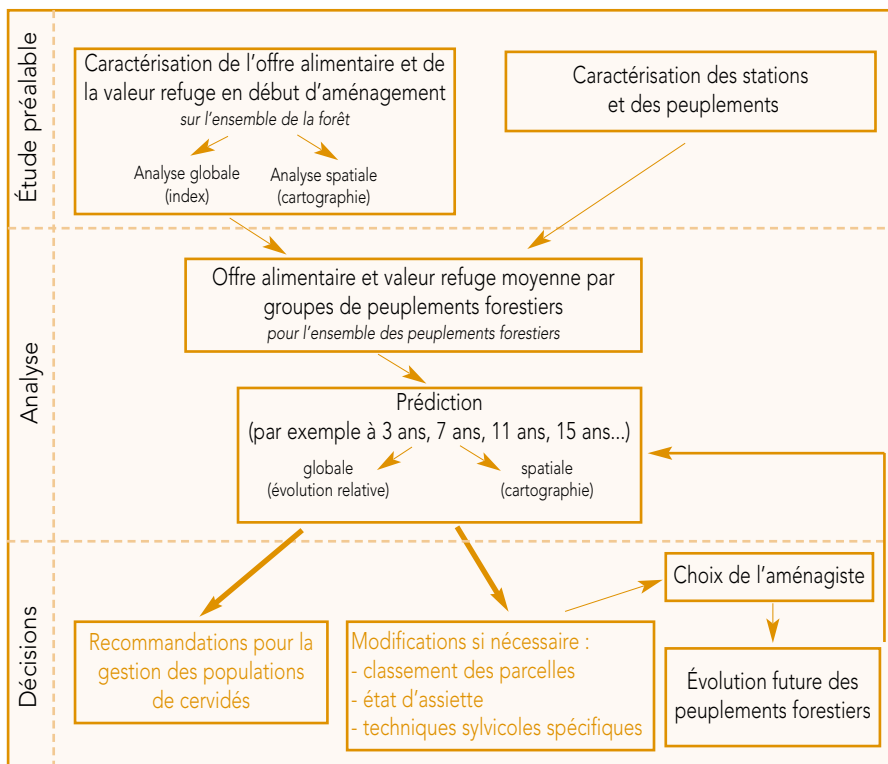 Étude préalable
Caractérisation de l'offre alimentaire et de
la valeur refuge en début d'aménagement
sur l'ensemble de la forêt
Analyse globale
(index)
Analyse spatiale
(cartographie)
Caractérisation des stations
et des peuplements
Analyse
Offre alimentaire et valeur refuge moyenne par
groupes de peuplements forestiers
pour l'ensemble des peuplements forestiers
Prédiction
(par exemple à 3 ans, 7 ans, 11 ans, 15 ans...)
globale
(évolution relative)
spatiale
(cartographie)
Décisions
Recommandations pour la
gestion des populations
de cervidés
Modifications si nécessaire :
- classement des parcelles
- état d'assiette
- techniques sylvicoles spécifiques
Choix de l'aménagiste
Évolution future des
peuplements forestiers